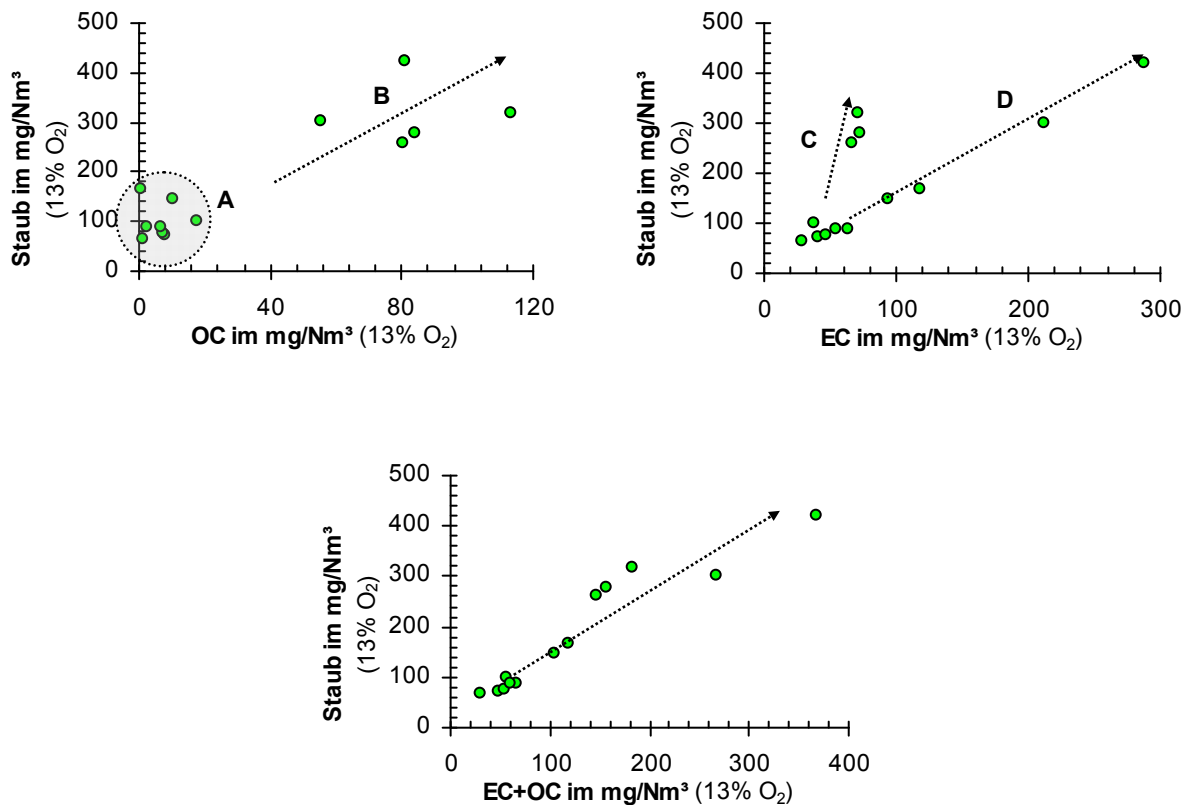 500
400
300
200
100
0
Staub im mg/Nm³
(13% O₂)
A
B
0 40 80 120
OC im mg/Nm³ (13% O₂)
500
400
300
200
100
0
Staub im mg/Nm³
(13% O₂)
C
D
0 100 200 300
EC im mg/Nm³ (13% O₂)
500
400
300
200
100
0
Staub im mg/Nm³
(13% O₂)
0 100 200 300 400
EC+OC im mg/Nm³ (13% O₂)